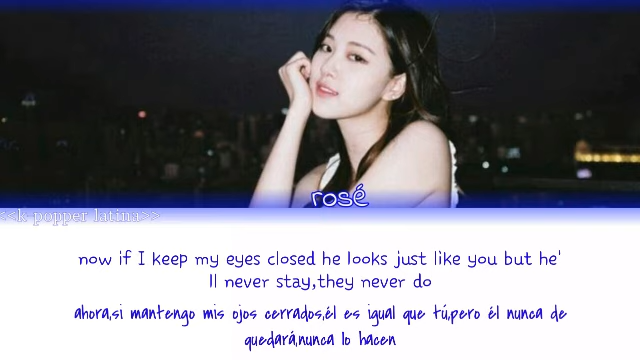 rosé
<<k popper latina>>
now if I keep my eyes closed he looks just like you but he'
ll never stay,they never do
ahora,si mantengo mis ojos cerrados,él es igual que tú,pero él nunca de
quedará,nunca lo hacen